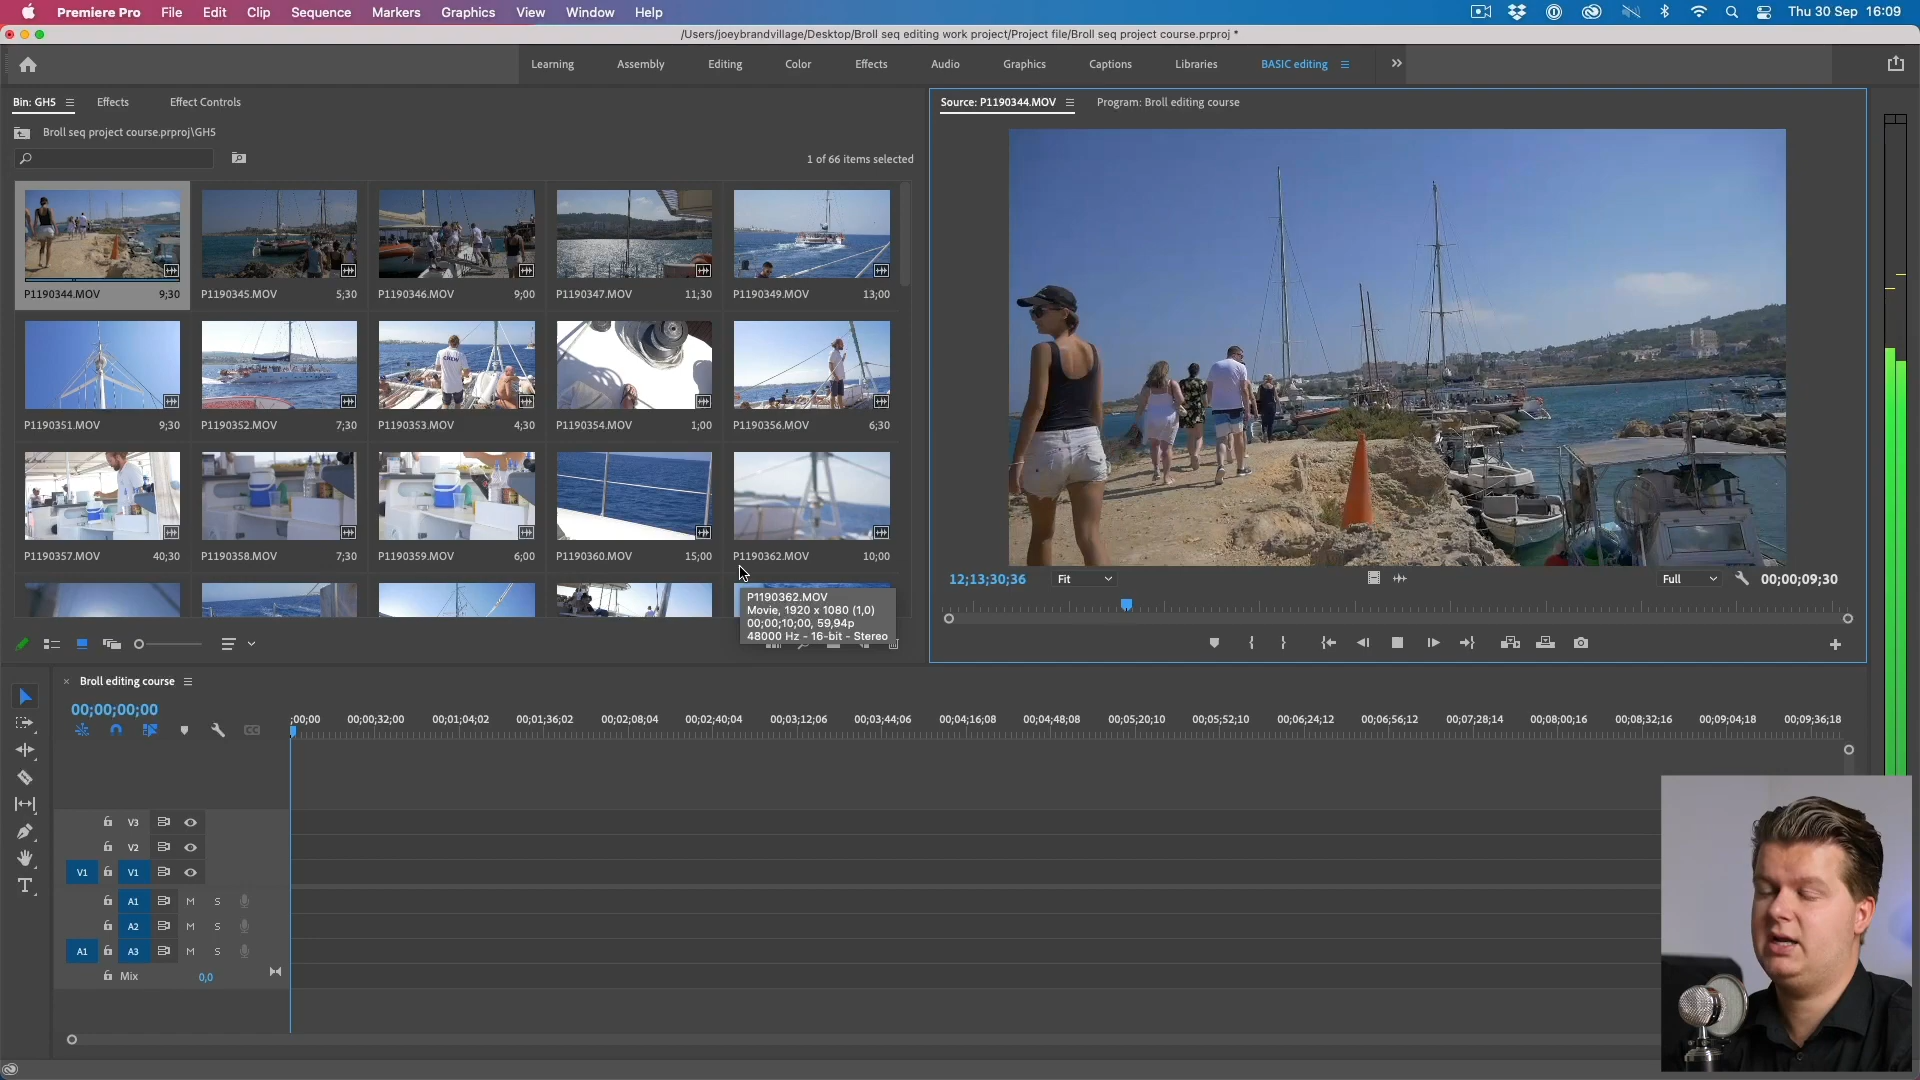 Premiere Pro File Edit Clip Sequence Markers Graphics View Window Help Thu 30 Sep 16:09
/Users/joeybrandvillage/Desktop/Broll seq editing work project/Project file/Broll seq project course.prproj *
Learning Assembly Editing Color Effects Audio Graphics Captions Libraries BASIC editing
Bin: GH5 Effects Effect Controls
Broll seq project course.prproj\GH5
1 of 66 items selected
P1190344.MOV 9;30 P1190345.MOV 5;30 P1190346.MOV 9;00 P1190347.MOV 11;30 P1190349.MOV 13;00
P1190351.MOV 9;30 P1190352.MOV 7;30 P1190353.MOV 4;30 P1190354.MOV 1;00 P1190356.MOV 6;30
P1190357.MOV 40;30 P1190358.MOV 7;30 P1190359.MOV 6;00 P1190360.MOV 15;00 P1190362.MOV 10;00
P1190362.MOV
Movie, 1920 x 1080 (1,0)
00;00;10;00, 59,94p
48000 Hz - 16-bit - Stereo
Source: P1190344.MOV Program: Broll editing course
12;13;30;36 Fit Full 00;00;09;30
Broll editing course
00;00;00;00
;00;00 00;00;32;00 00;01;04;02 00;01;36;02 00;02;08;04 00;02;40;04 00;03;12;06 00;03;44;06 00;04;16;08 00;04;48;08 00;05;20;10 00;05;52;10 00;06;24;12 00;06;56;12 00;07;28;14 00;08;00;16 00;08;32;16 00;09;04;18 00;09;36;18
V3
V2
V1 V1
A1 M S
A2 M S
A1 A3 M S
Mix 0,0